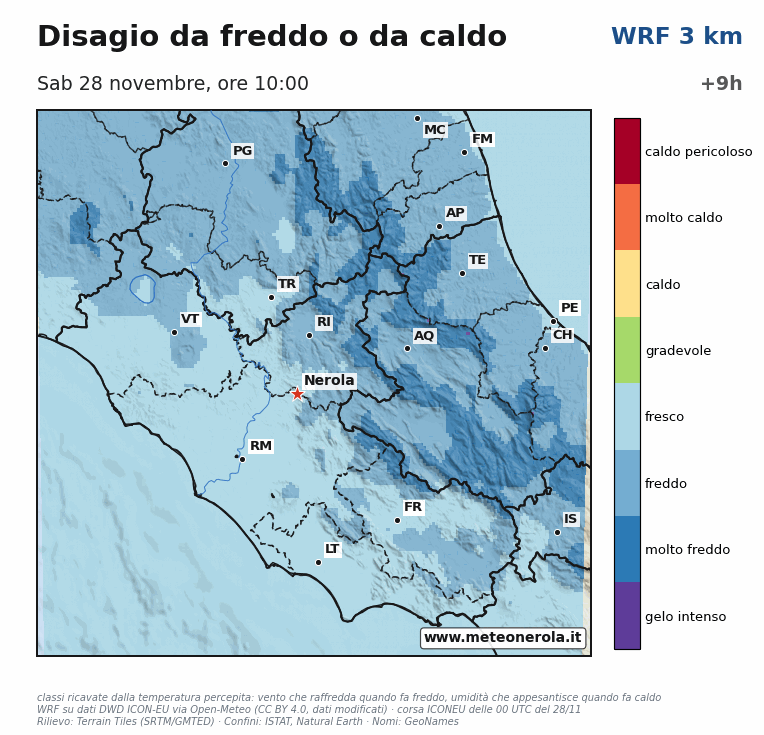 Disagio da freddo o da caldo
WRF 3 km
Sab 28 novembre, ore 10:00
+9h
MC
FM
PG
AP
TE
TR
PE
VT
RI
AQ
CH
Nerola
RM
FR
IS
LT
www.meteonerola.it
caldo pericoloso
molto caldo
caldo
gradevole
fresco
freddo
molto freddo
gelo intenso
classi ricavate dalla temperatura percepita: vento che raffredda quando fa freddo, umidità che appesantisce quando fa caldo
WRF su dati DWD ICON-EU via Open-Meteo (CC BY 4.0, dati modificati) · corsa ICONEU delle 00 UTC del 28/11
Rilievo: Terrain Tiles (SRTM/GMTED) · Confini: ISTAT, Natural Earth · Nomi: GeoNames